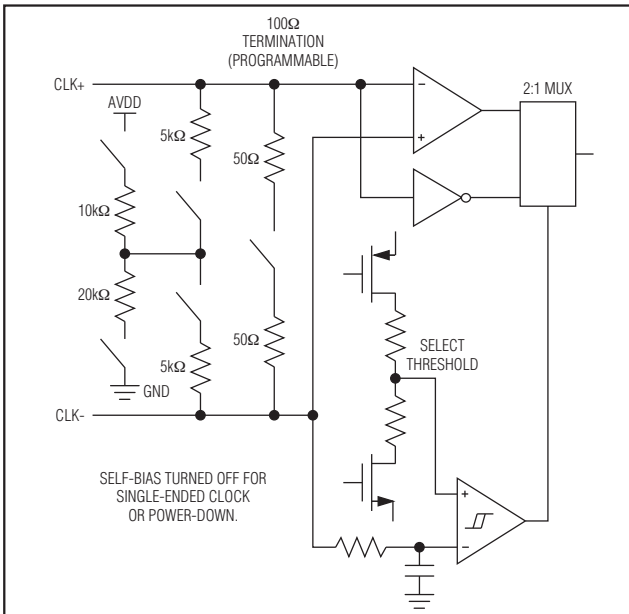 100Ω
TERMINATION
(PROGRAMMABLE)
CLK+
2:1 MUX
AVDD
5kΩ
50Ω
−
+
10kΩ
20kΩ
SELECT
THRESHOLD
50Ω
5kΩ
GND
CLK-
SELF-BIAS TURNED OFF FOR
SINGLE-ENDED CLOCK
OR POWER-DOWN.
+
−